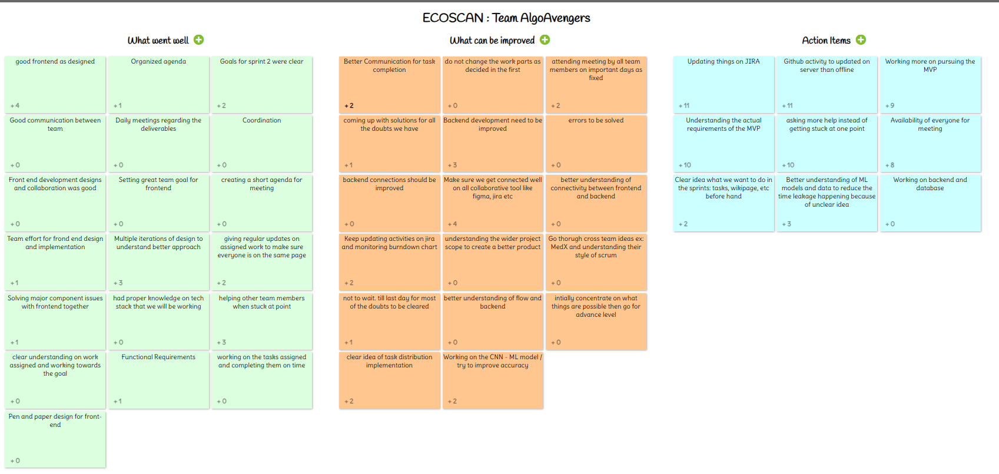 ECOSCAN : Team AlgoAvengers
What went well
good frontend as designed
+4
Organized agenda
+1
Goals for sprint 2 were clear
+2
Good communication between
team
+0
Daily meetings regarding the
deliverables
+0
Coordination
+0
Front end development designs
and collaboration was good
+0
Setting great team goal for
frontend
+0
creating a short agenda for
meeting
+0
Team effort for frond end design
and implementation
+1
Multiple iterations of design to
understand better approach
+3
giving regular updates on
assigned work to make sure
everyone is on the same page
+2
Solving major component issues
with frontend together
+1
had proper knowledge on tech
stack that we will be working
+0
helping other team members
when stuck at point
+3
clear understanding on work
assigned and working towards
the goal
+0
Functional Requirements
+1
working on the tasks assigned
and completing them on time
+0
Pen and paper design for front-
end
+0
What can be improved
Better Communication for task
completion
+2
do not change the work parts as
decided in the first
+0
attending meeting by all team
members on important days as
fixed
+2
coming up with solutions for all
the doubts we have
+1
Backend development need to be
improved
+3
errors to be solved
+0
backend connections should be
improved
+0
Make sure we get connected well
on all collaborative tool like
figma, jira etc
+4
better understanding of
connectivity between frontend
and backend
+0
Keep updating activities on jira
and monitoring burndown chart
+2
understanding the wider project
scope to create a better product
+0
Go thorugh cross team ideas ex:
MedX and understanding their
style of scrum
+0
not to wait. till last day for most
of the doubts to be cleared
+1
better understanding of flow and
backend
+0
intially concentrate on what
things are possible then go for
advance level
+0
clear idea of task distribution
implementation
+2
Working on the CNN - ML model /
try to improve accuracy
+2
Action Items
Updating things on JIRA
+11
Github activity to updated on
server than offline
+11
Working more on pursuing the
MVP
+9
Understanding the actual
requirements of the MVP
+10
asking more help instead of
getting stuck at one point
+10
Availability of everyone for
meeting
+8
Clear idea what we want to do in
the sprints: tasks, wikipage, etc
before hand
+2
Better understanding of ML
models and data to reduce the
time leakage happening because
of unclear idea
+3
Working on backend and
database
+0